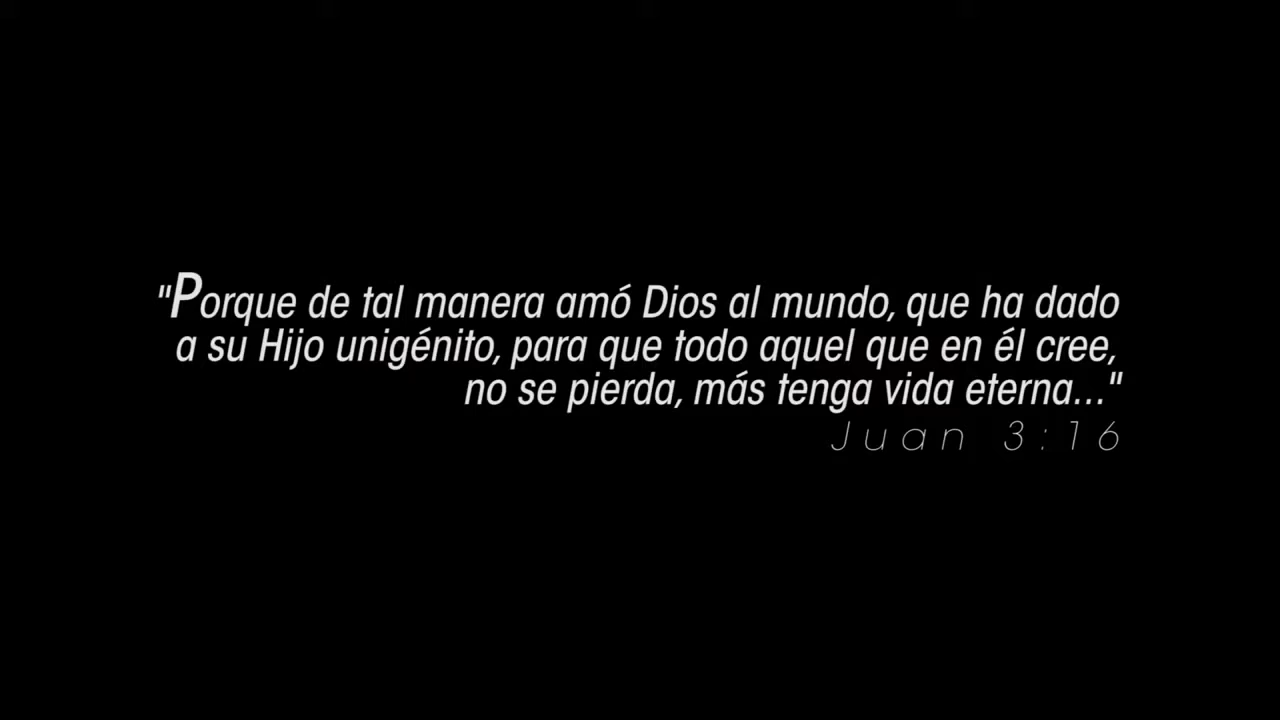 "Porque de tal manera amó Dios al mundo, que ha dado
a su Hijo unigénito, para que todo aquel que en él cree,
no se pierda, más tenga vida eterna..."
Juan 3:16